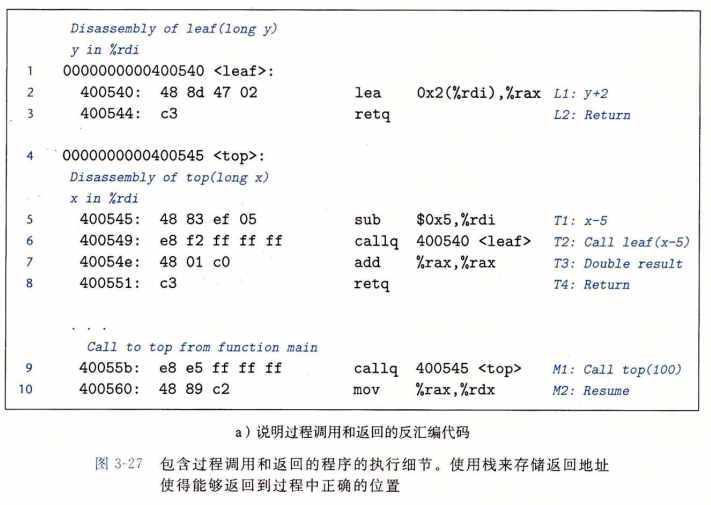 Disassembly of leaf(long y)
y in %rdi
1 0000000000400540 <leaf>:
2 400540: 48 8d 47 02 lea 0x2(%rdi),%rax L1: y+2
3 400544: c3 retq L2: Return
4 0000000000400545 <top>:
Disassembly of top(long x)
x in %rdi
5 400545: 48 83 ef 05 sub $0x5,%rdi T1: x-5
6 400549: e8 f2 ff ff ff callq 400540 <leaf> T2: Call leaf(x-5)
7 40054e: 48 01 c0 add %rax,%rax T3: Double result
8 400551: c3 retq T4: Return
. . .
Call to top from function main
9 40055b: e8 e5 ff ff ff callq 400545 <top> M1: Call top(100)
10 400560: 48 89 c2 mov %rax,%rdx M2: Resume
a）说明过程调用和返回的反汇编代码
图 3-27 包含过程调用和返回的程序的执行细节。使用栈来存储返回地址
使得能够返回到过程中正确的位置